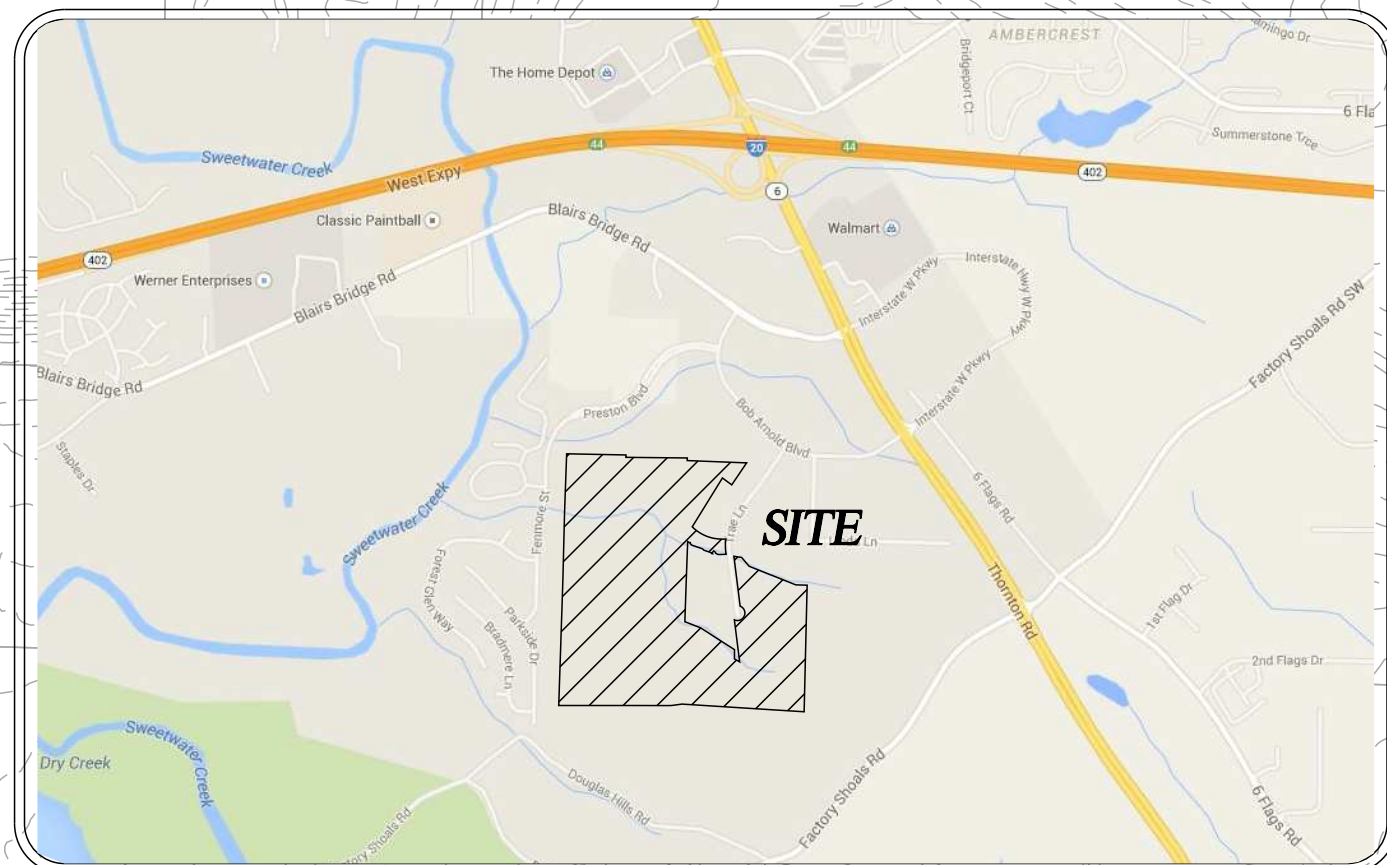 AMBERCREST
Bridgeport Ct
The Home Depot
6 Fla
Summerstone Trce
Sweetwater Creek
44
20
44
402
West Expy
6
Classic Paintball
Blairs Bridge Rd
Walmart
402
Werner Enterprises
Blairs Bridge Rd
Interstate W Pkwy
Interstate Hwy W Pkwy
Factory Shoals Rd SW
Blairs Bridge Rd
Preston Blvd
Bob Arnold Blvd
Interstate W Pkwy
Staples Dr
6 Flags Rd
Sweetwater Creek
Fenmore St
SITE
Ln
Forest Glen Way
Parkside Dr
Bradmere Ln
Thornton Rd
1st Flag Dr
2nd Flags Dr
Sweetwater Creek
Dry Creek
Douglas Hills Rd
Factory Shoals Rd
6 Flags Rd
Shoals Rd